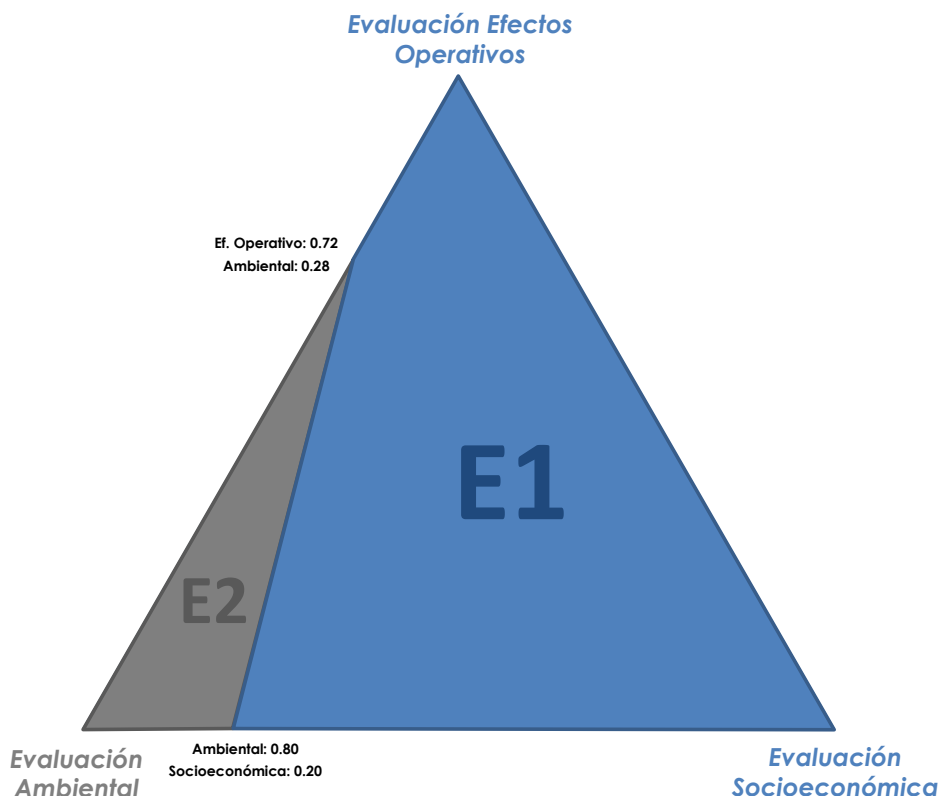 Evaluación Efectos
Operativos
Ef. Operativo: 0.72
Ambiental: 0.28
E1
E2
Ambiental: 0.80
Socioeconómica: 0.20
Evaluación
Ambiental
Evaluación
Socioeconómica